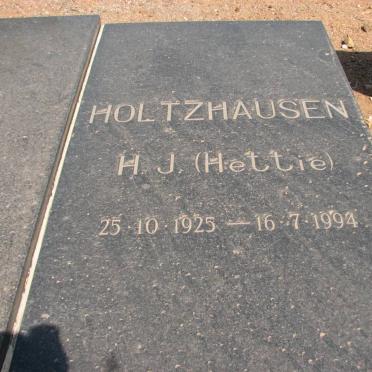 HOLTZHAUSEN
H. J. (Hettie)
25·10·1925 — 16·7·1994